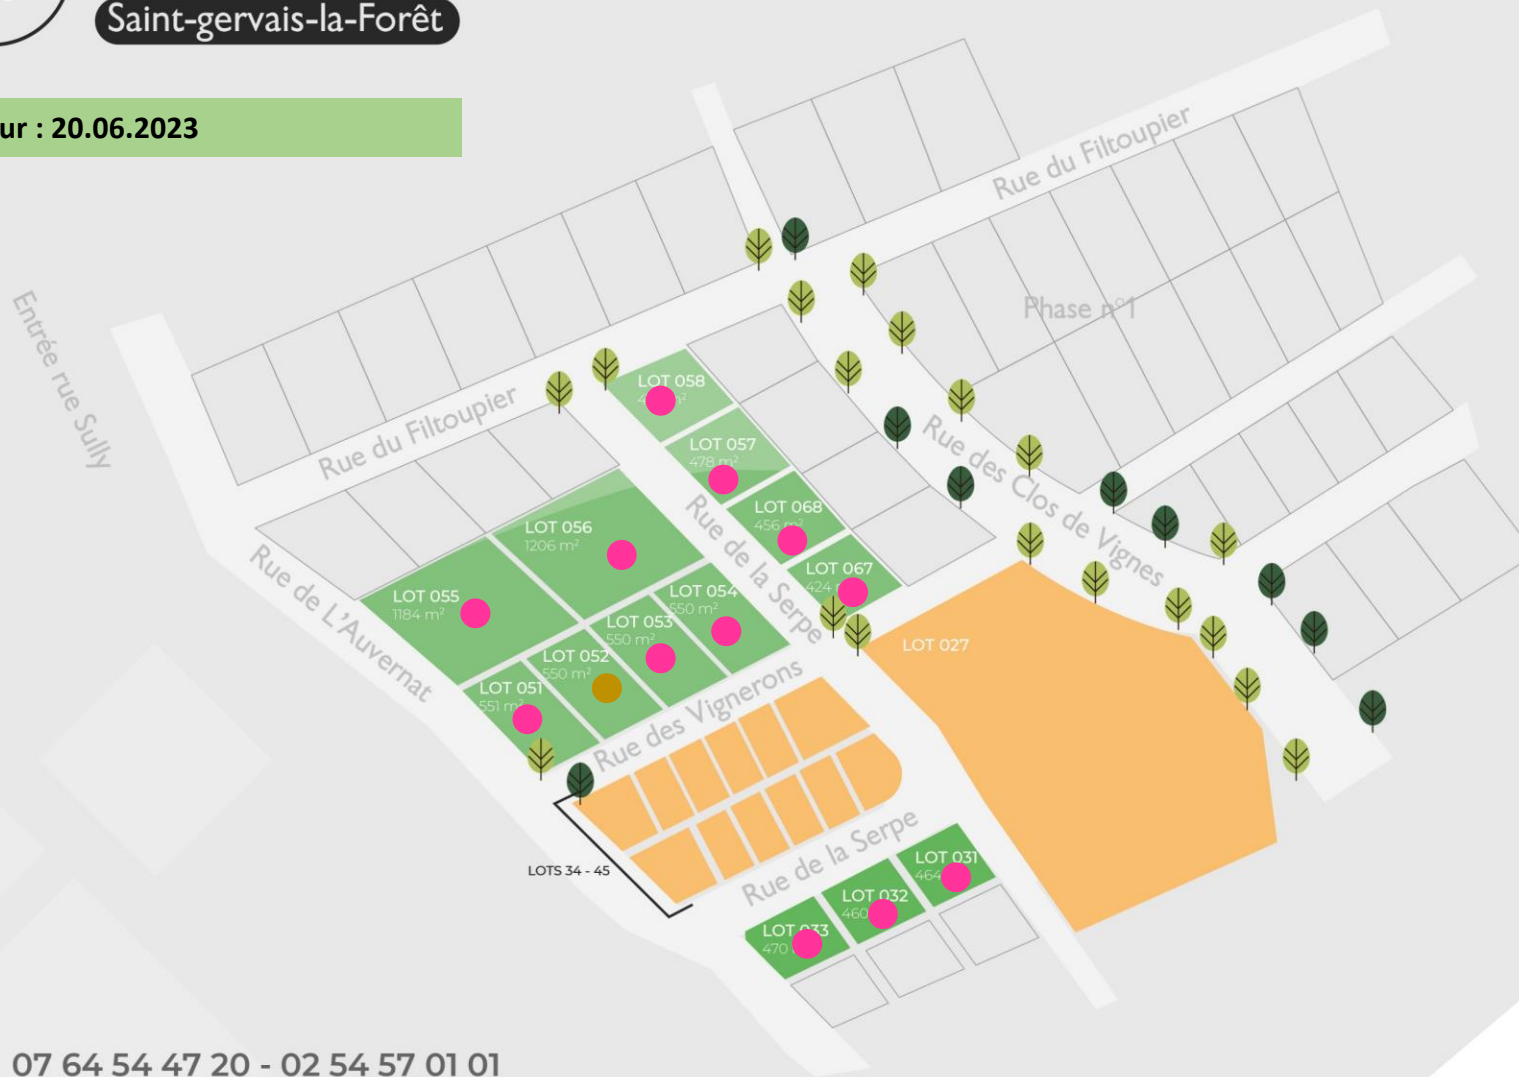 Saint-gervais-la-Forêt
ur : 20.06.2023
Rue du Filtoupier
Entrée rue Sully
Phase n°1
LOT 058
Rue du Filtoupier
LOT 057
478 m²
Rue des Clos de Vignes
LOT 056
1206 m²
Rue de la Serpe
LOT 068
456 m²
LOT 067
424
Rue de L'Auvernat
LOT 055
1184 m²
LOT 054
550 m²
LOT 053
550 m²
LOT 052
550 m²
LOT 051
551 m²
LOT 027
Rue des Vignerons
LOTS 34 - 45
Rue de la Serpe
LOT 031
464
LOT 032
460
LOT 033
470
07 64 54 47 20 - 02 54 57 01 01